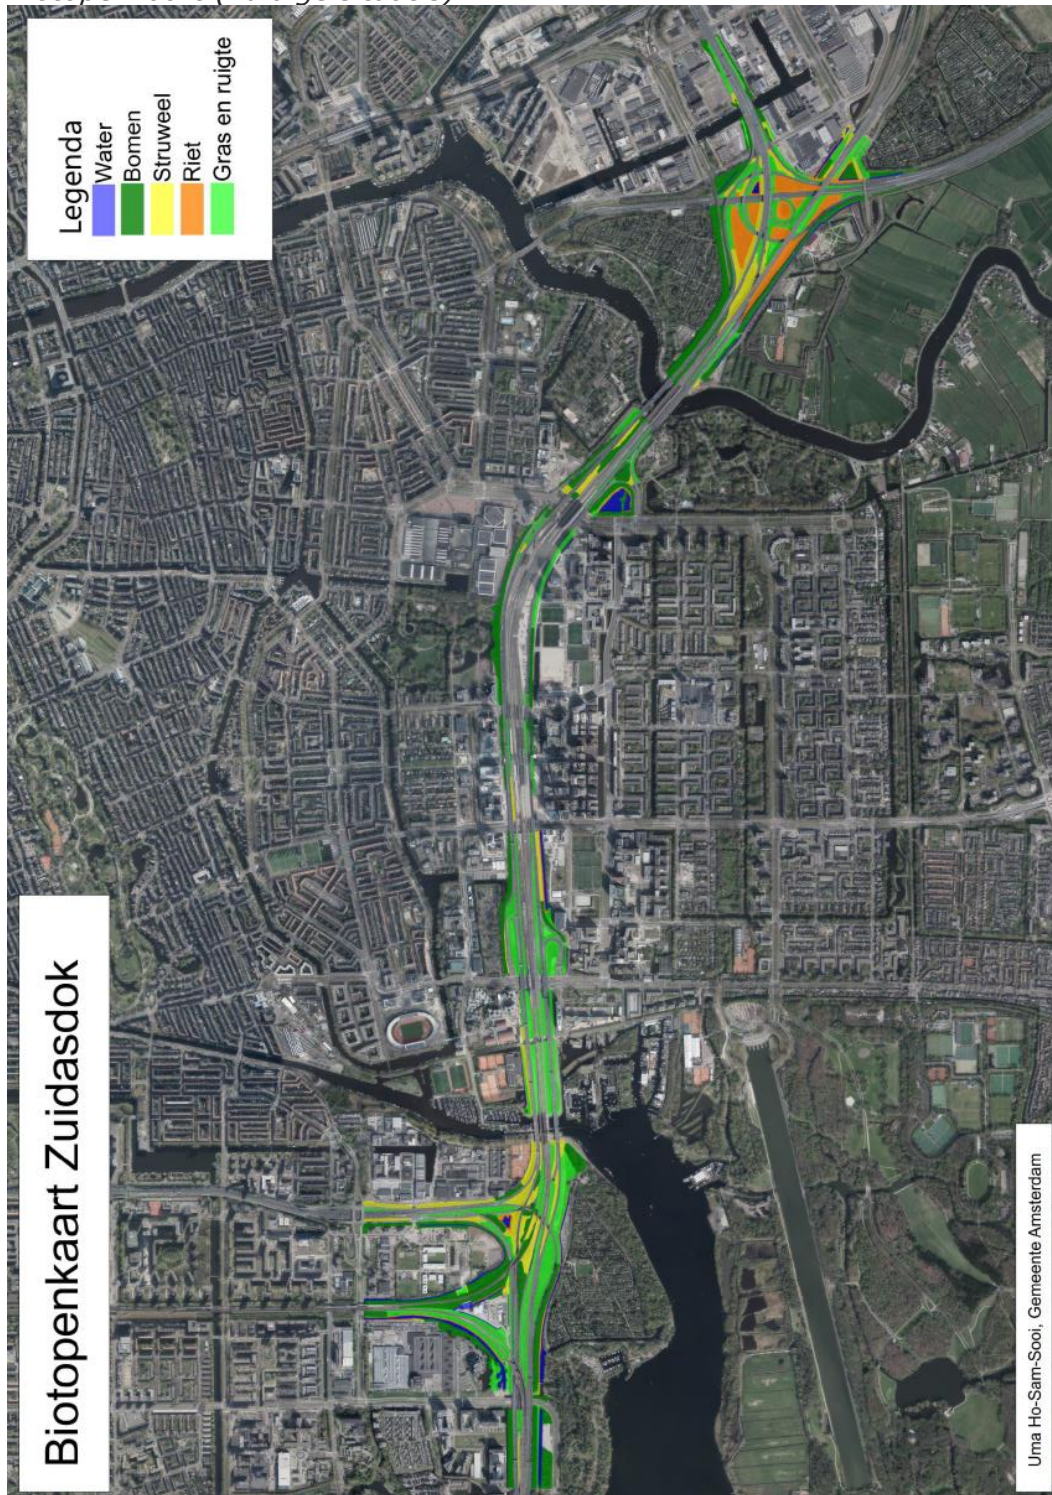 Biotopenkaart Zuidasdok
Legenda
Water
Bomen
Struweel
Riet
Gras en ruigte
Uma Ho-Sam-Sooi, Gemeente Amsterdam